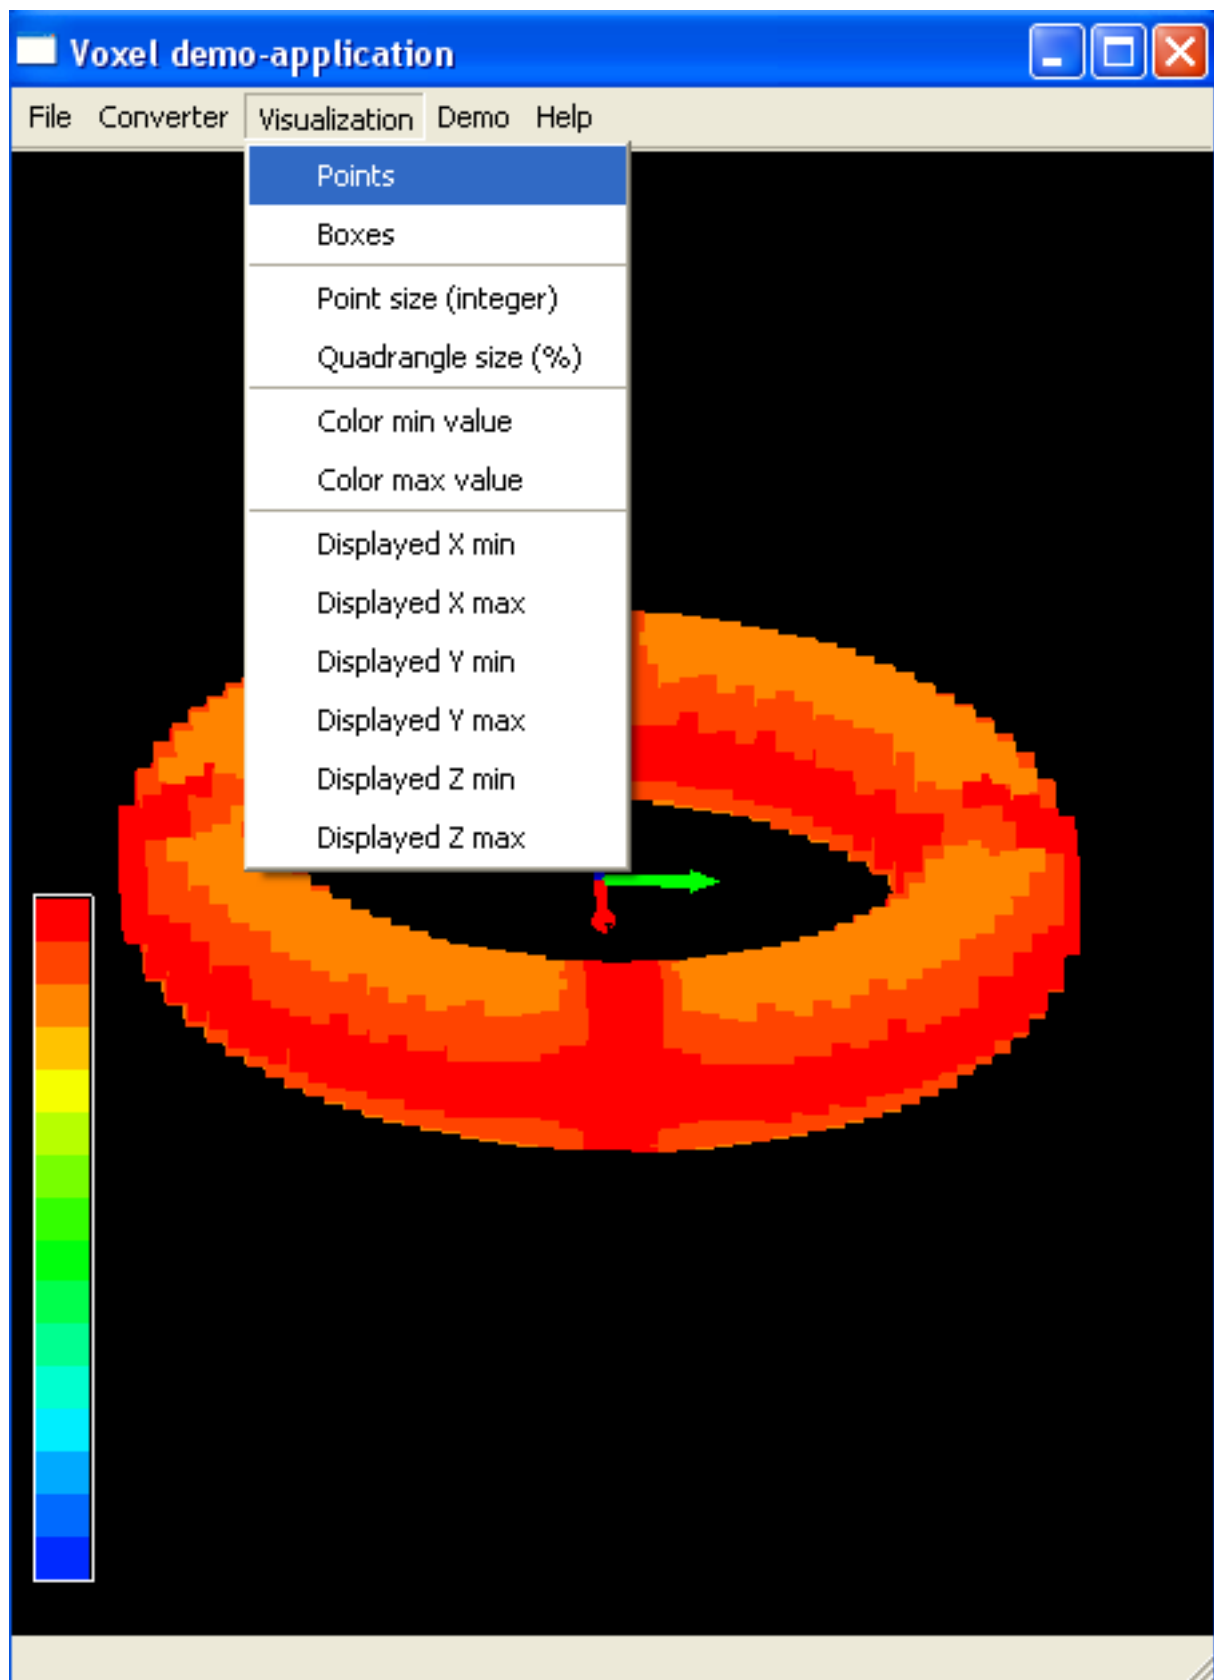 Voxel demo-application
File Converter Visualization Demo Help
Points
Boxes
Point size (integer)
Quadrangle size (%)
Color min value
Color max value
Displayed X min
Displayed X max
Displayed Y min
Displayed Y max
Displayed Z min
Displayed Z max